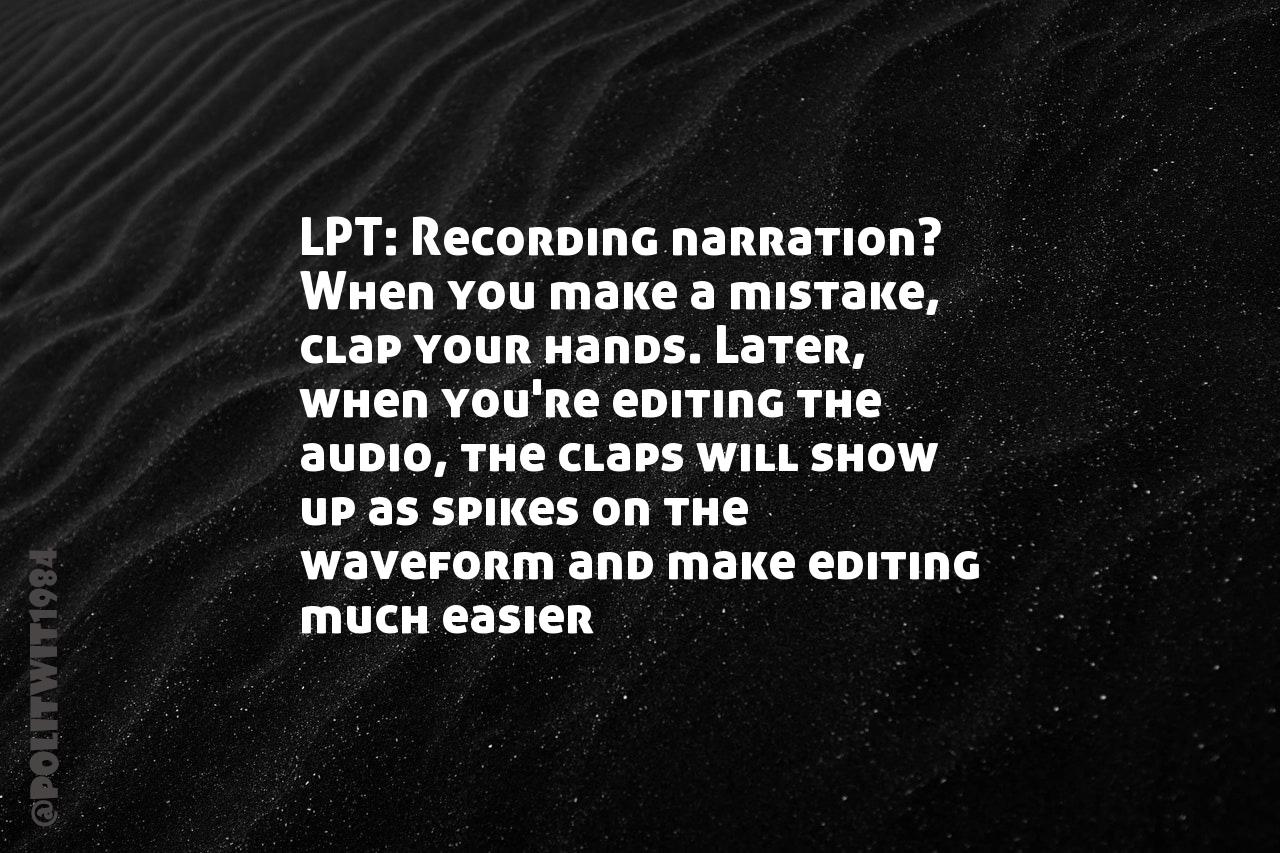 LPT: Recording narration?
When you make a mistake,
clap your hands. Later,
when you're editing the
audio, the claps will show
up as spikes on the
waveform and make editing
much easier
@politwit1984